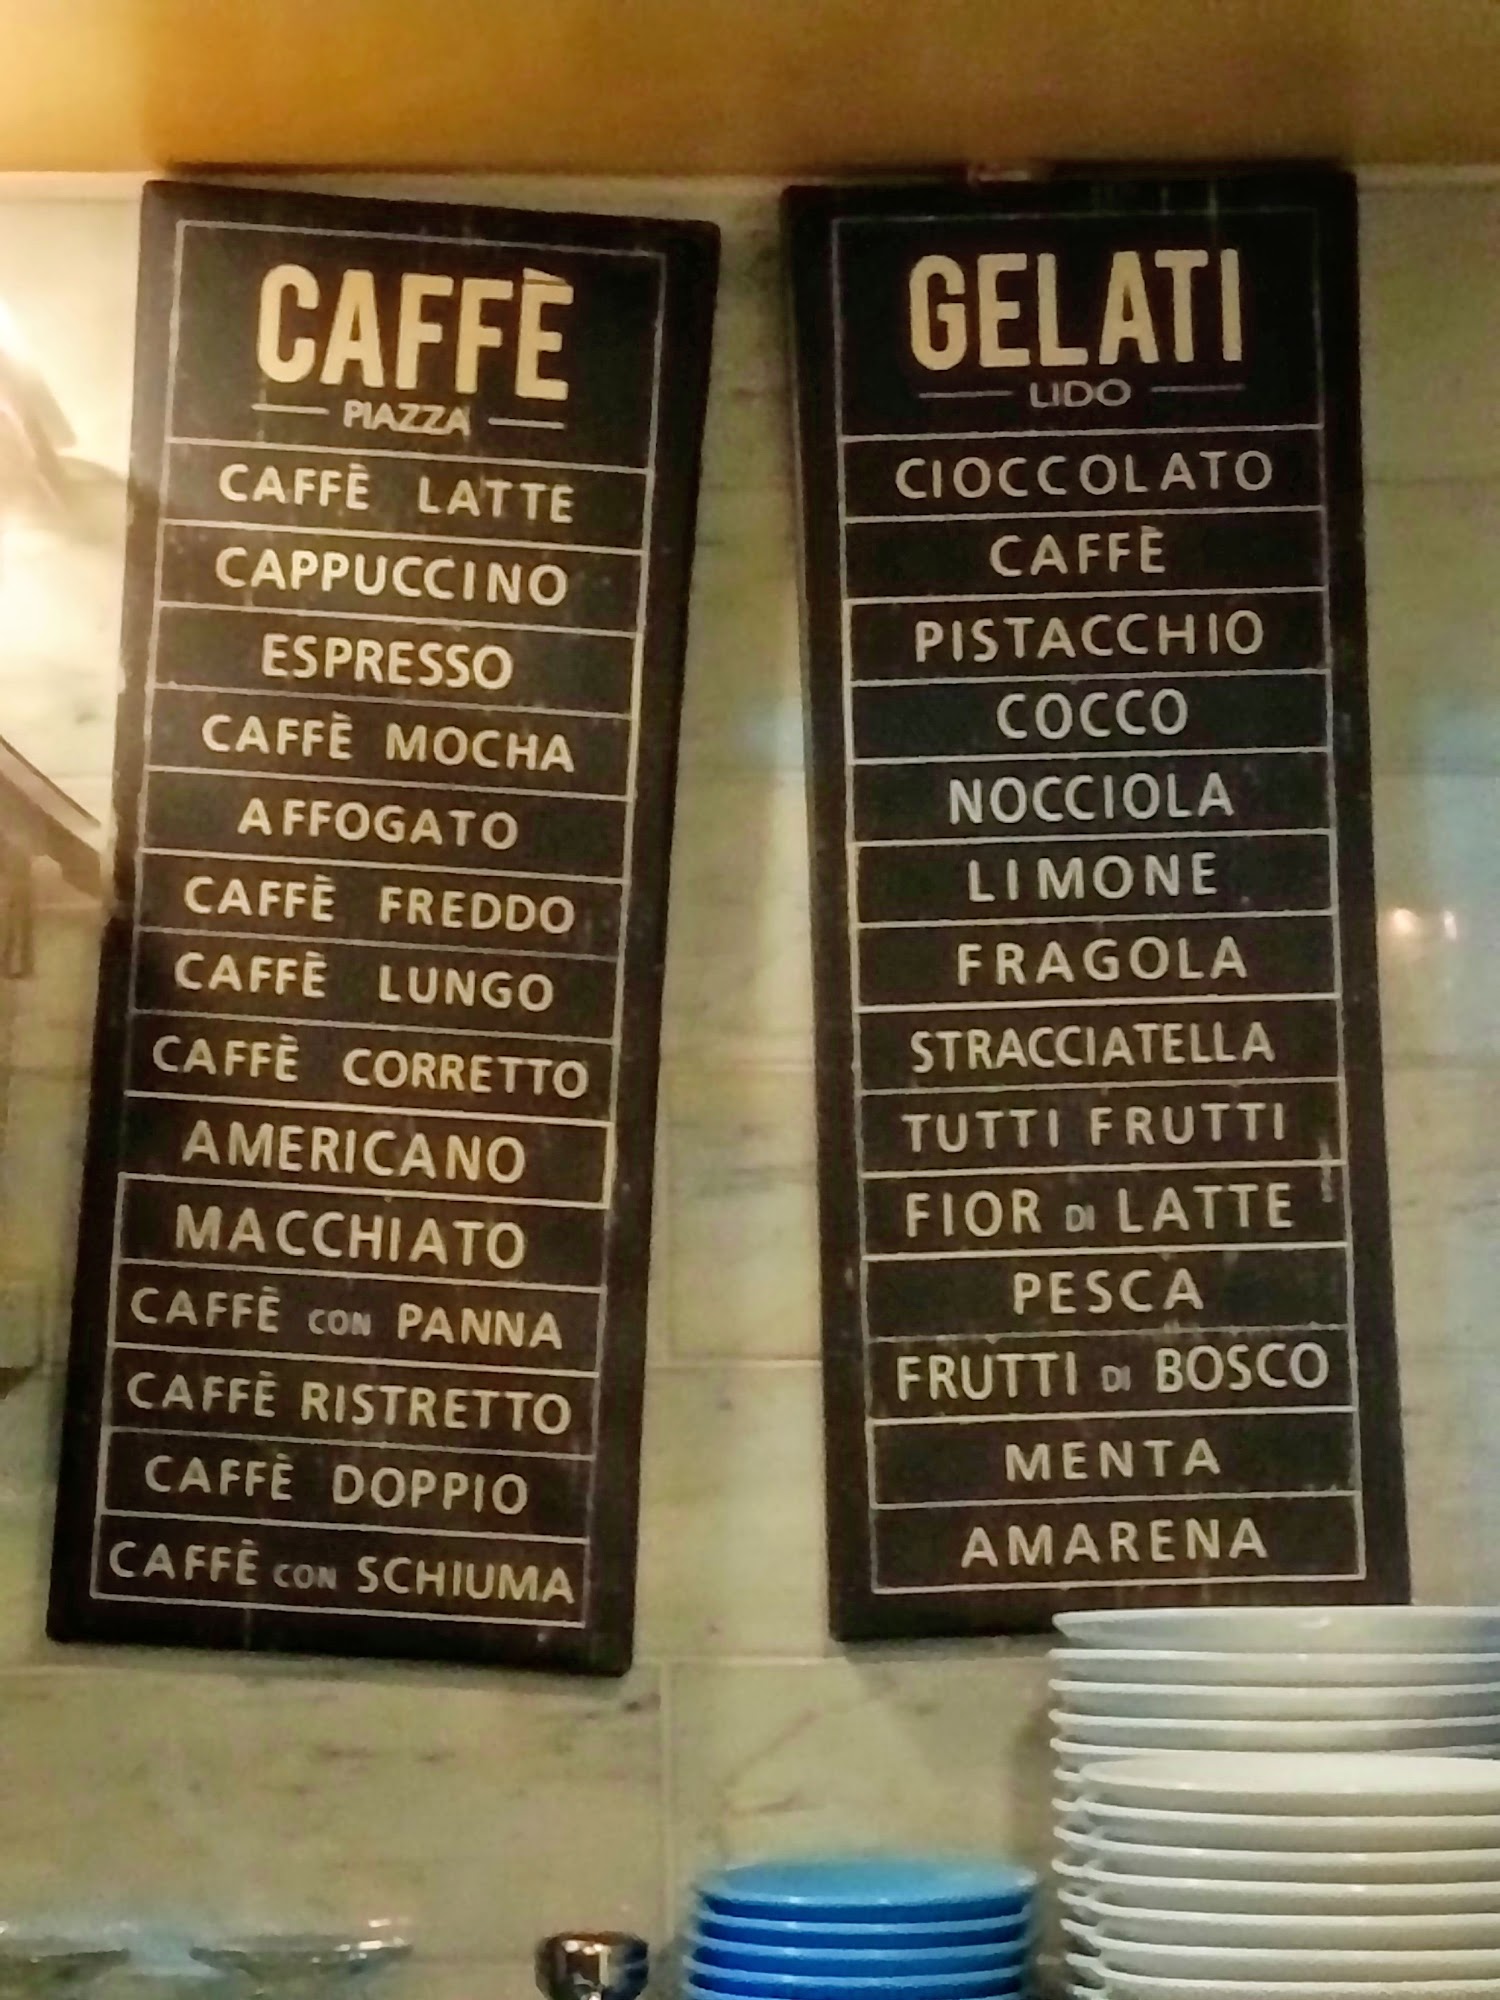 CAFFÈ
PIAZZA
CAFFÈ LATTE
CAPPUCCINO
ESPRESSO
CAFFÈ MOCHA
AFFOGATO
CAFFÈ FREDDO
CAFFÈ LUNGO
CAFFÈ CORRETTO
AMERICANO
MACCHIATO
CAFFÈ CON PANNA
CAFFÈ RISTRETTO
CAFFÈ DOPPIO
CAFFÈ CON SCHIUMA
GELATI
LIDO
CIOCCOLATO
CAFFÈ
PISTACCHIO
COCCO
NOCCIOLA
LIMONE
FRAGOLA
STRACCIATELLA
TUTTI FRUTTI
FIOR DI LATTE
PESCA
FRUTTI DI BOSCO
MENTA
AMARENA